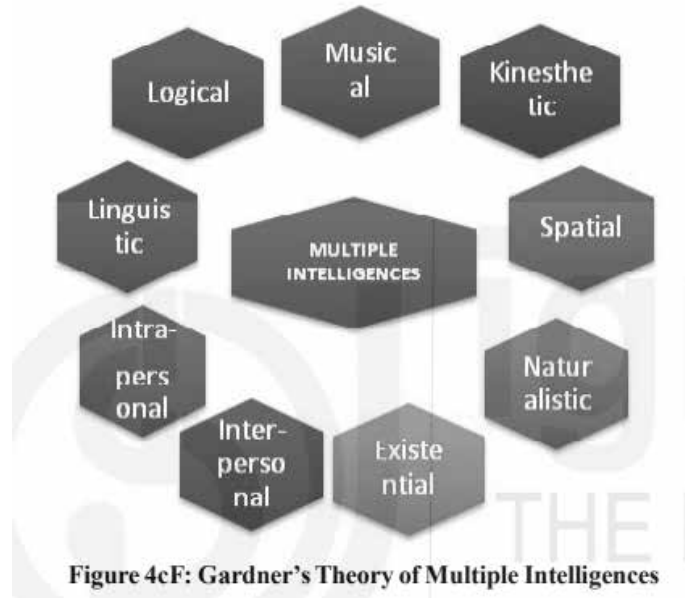 Logical
Music
al
Kinesthe
tic
Linguis
tic
MULTIPLE
INTELLIGENCES
Spatial
Intra-
pers
onal
Natur
alistic
Inter-
perso
nal
Existe
ntial
THE
Figure 4cF: Gardner's Theory of Multiple Intelligences